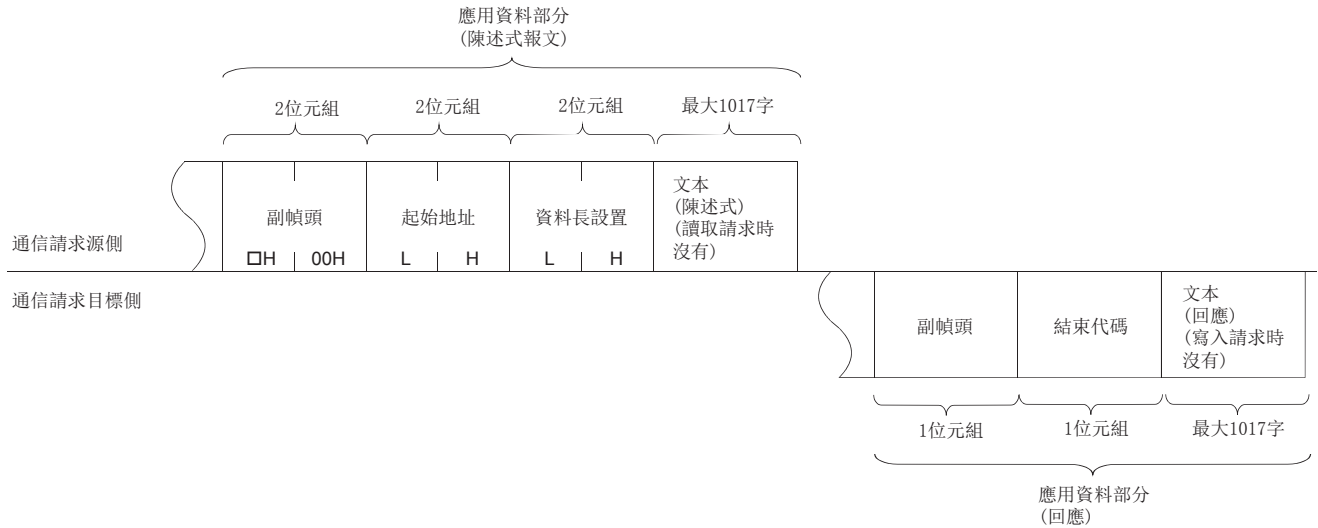 應用資料部分
(陳述式報文)
2位元組 2位元組 2位元組 最大1017字
副幀頭 起始地址 資料長設置
文本
(陳述式)
(讀取請求時
沒有)
通信請求源側
□H 00H L H L H
通信請求目標側
副幀頭 結束代碼
文本
(回應)
(寫入請求時
沒有)
1位元組 1位元組 最大1017字
應用資料部分
(回應)